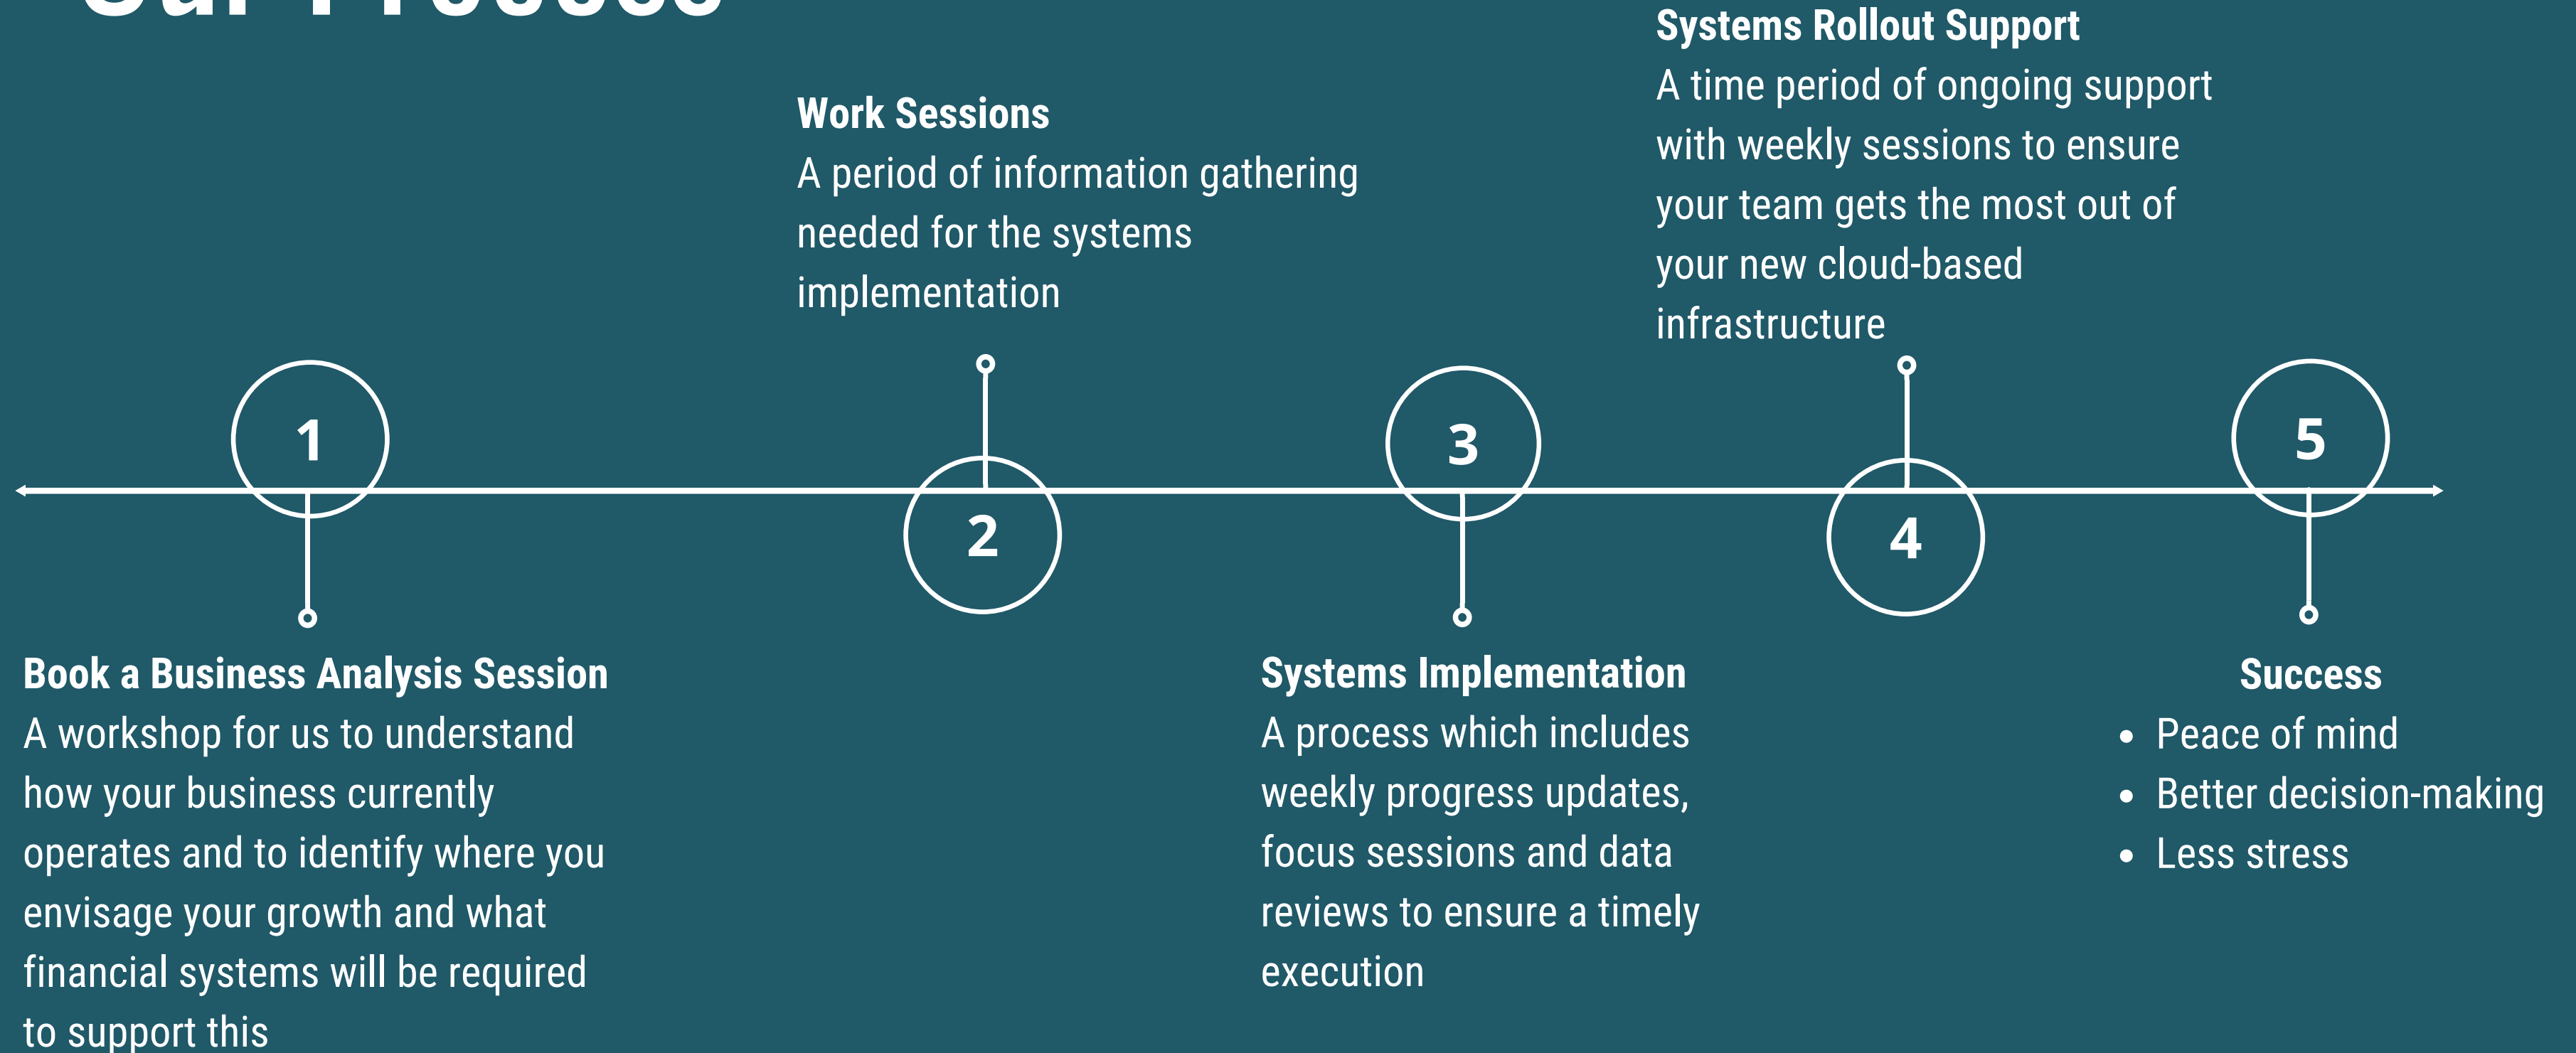 Our Process
Systems Rollout Support
A time period of ongoing support
with weekly sessions to ensure
your team gets the most out of
your new cloud-based
infrastructure
Work Sessions
A period of information gathering
needed for the systems
implementation
1
2
3
4
5
Book a Business Analysis Session
A workshop for us to understand
how your business currently
operates and to identify where you
envisage your growth and what
financial systems will be required
to support this
Systems Implementation
A process which includes
weekly progress updates,
focus sessions and data
reviews to ensure a timely
execution
Success
• Peace of mind
• Better decision-making
• Less stress